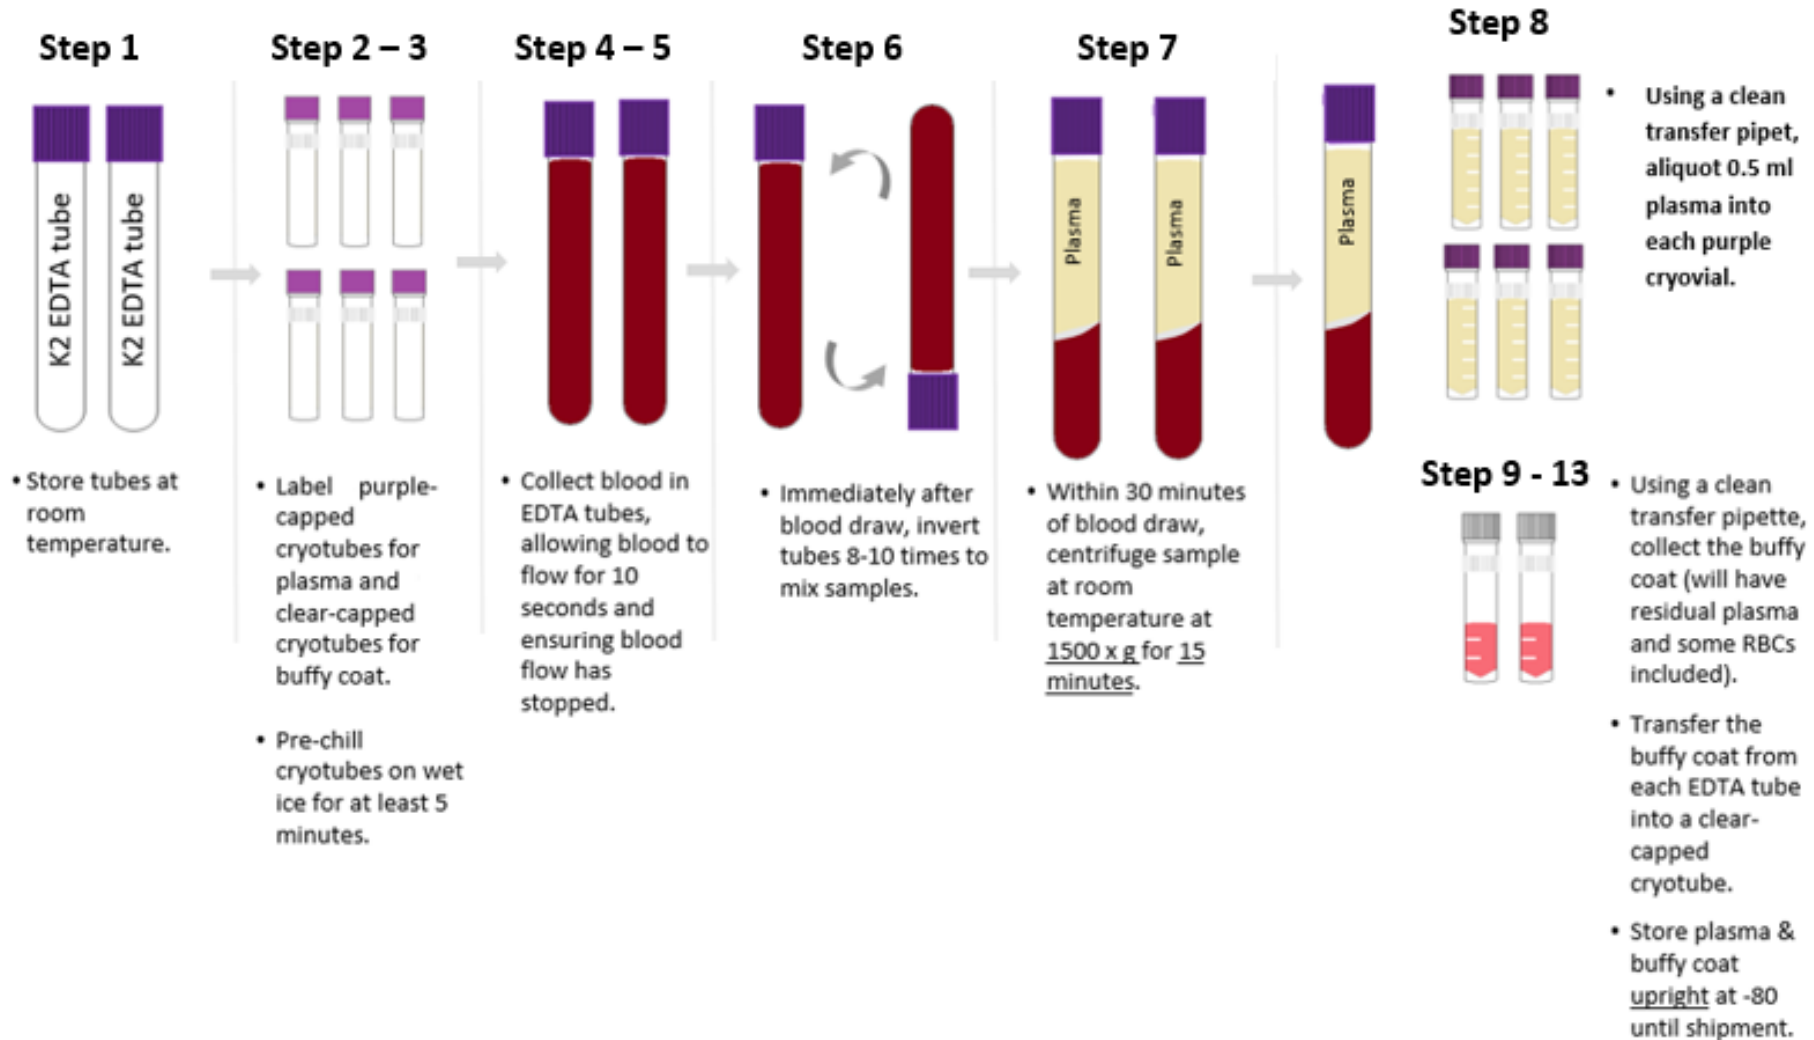 Step 1
K2 EDTA tube
K2 EDTA tube
• Store tubes at
room
temperature.
Step 2 – 3
• Label purple-
capped
cryotubes for
plasma and
clear-capped
cryotubes for
buffy coat.
• Pre-chill
cryotubes on wet
ice for at least 5
minutes.
Step 4 – 5
• Collect blood in
EDTA tubes,
allowing blood to
flow for 10
seconds and
ensuring blood
flow has
stopped.
Step 6
• Immediately after
blood draw, invert
tubes 8-10 times to
mix samples.
Step 7
Plasma
Plasma
• Within 30 minutes
of blood draw,
centrifuge sample
at room
temperature at
1500 x g for 15
minutes.
Plasma
Step 8
• Using a clean
transfer pipet,
aliquot 0.5 ml
plasma into
each purple
cryovial.
Step 9 - 13
• Using a clean
transfer pipette,
collect the buffy
coat (will have
residual plasma
and some RBCs
included).
• Transfer the
buffy coat from
each EDTA tube
into a clear-
capped
cryotube.
• Store plasma &
buffy coat
upright at -80
until shipment.